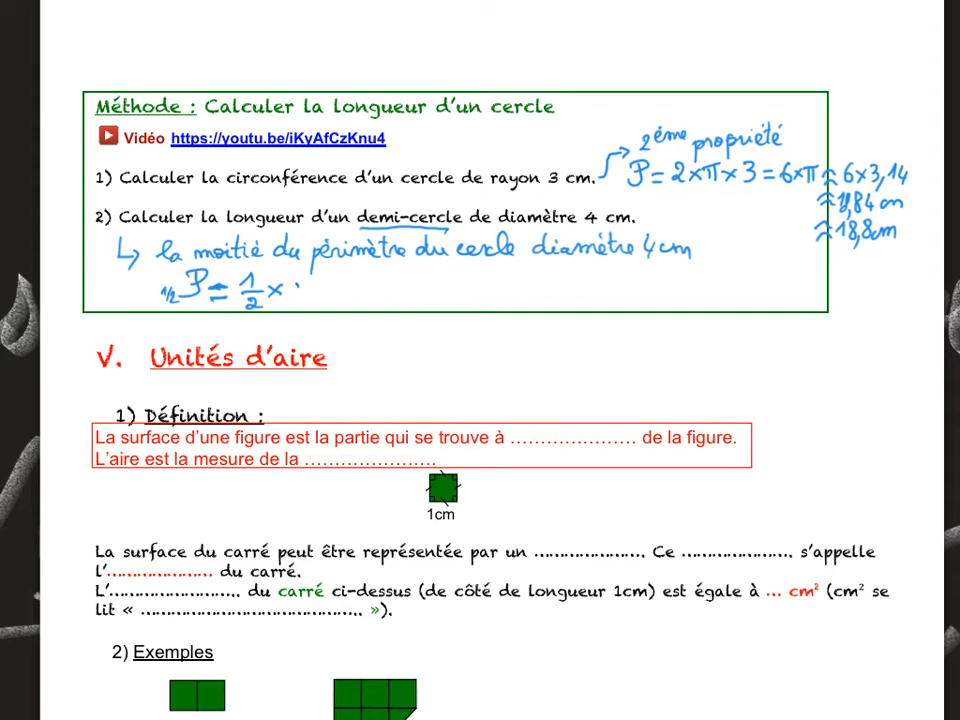 Méthode : Calculer la longueur d'un cercle
Vidéo https://youtu.be/iKyAfCzKnu4
2ème propriété
1) Calculer la circonférence d'un cercle de rayon 3 cm.
P = 2 × π × 3 = 6 × π ≈ 6 × 3,14
≈ 18,84 cm
≈ 18,8 cm
2) Calculer la longueur d'un demi-cercle de diamètre 4 cm.
↳ la moitié du périmètre du cercle diamètre 4 cm
1/2 P = 1/2 ×
V. Unités d'aire
1) Définition :
La surface d'une figure est la partie qui se trouve à ………………… de la figure.
L'aire est la mesure de la …………………
1cm
La surface du carré peut être représentée par un …………………. Ce …………………. s'appelle
l'………………… du carré.
L'………………….. du carré ci-dessus (de côté de longueur 1cm) est égale à … cm² (cm² se
lit « ………………………………….. »).
2) Exemples